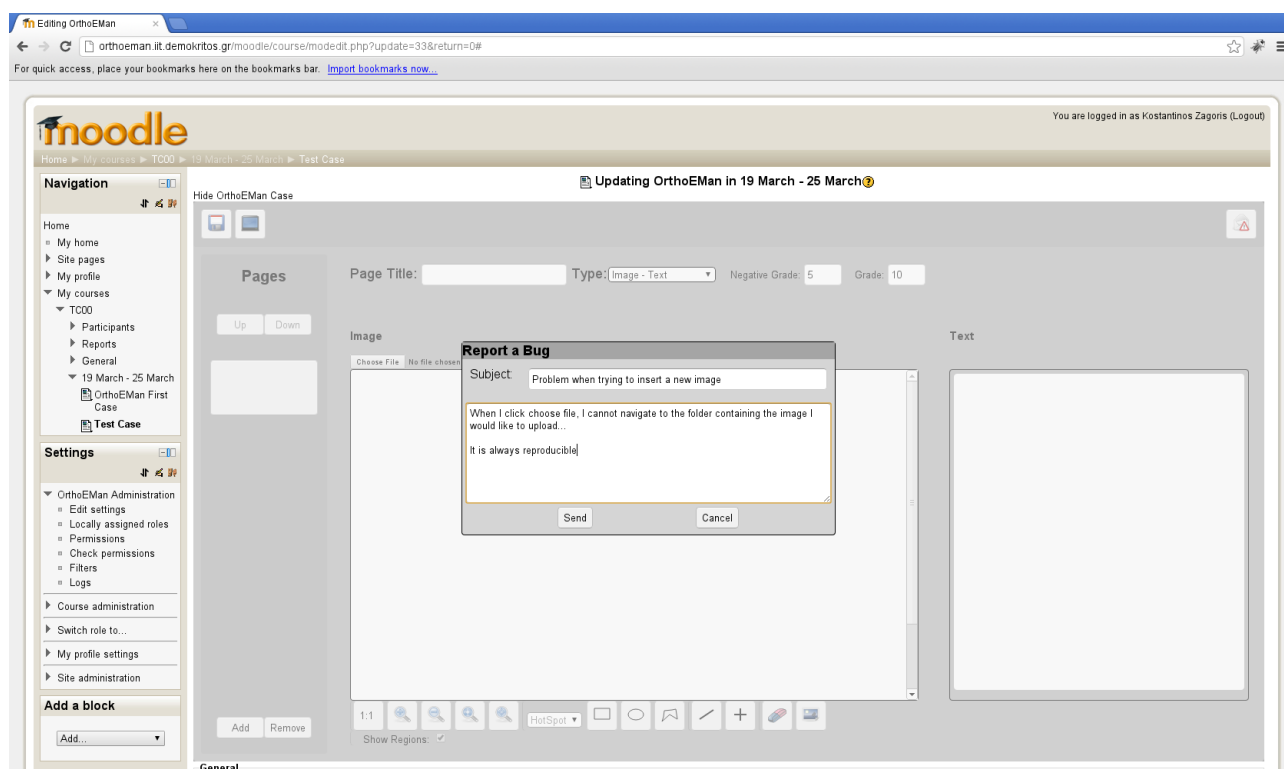 Editing OrthoEMan
orthoeman.iit.demokritos.gr/moodle/course/modedit.php?update=33&return=0#
For quick access, place your bookmarks here on the bookmarks bar. Import bookmarks now...
moodle
You are logged in as Kostantinos Zagoris (Logout)
Home ► My courses ► TC00 ► 19 March - 25 March ► Test Case
Navigation
Home
My home
Site pages
My profile
My courses
TC00
Participants
Reports
General
19 March - 25 March
OrthoEMan First
Case
Test Case
Settings
OrthoEMan Administration
Edit settings
Locally assigned roles
Permissions
Check permissions
Filters
Logs
Course administration
Switch role to...
My profile settings
Site administration
Add a block
Add...
Updating OrthoEMan in 19 March - 25 March
Hide OrthoEMan Case
Pages
Up Down
Add Remove
Page Title: Type: Image - Text Negative Grade: 5 Grade: 10
Image
Text
Choose File No file chosen
Report a Bug
Subject: Problem when trying to insert a new image
When I click choose file, I cannot navigate to the folder containing the image I
would like to upload...
It is always reproducible
Send Cancel
1:1 HotSpot
Show Regions:
General